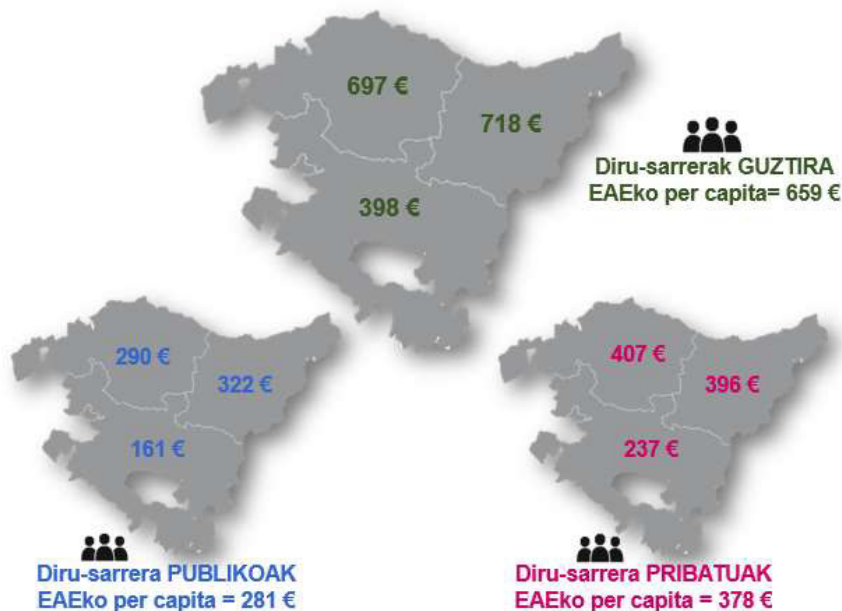 697 €
718 €
398 €
Diru-sarrerak GUZTIRA
EAEko per capita= 659 €
290 €
322 €
161 €
Diru-sarrera PUBLIKOAK
EAEko per capita = 281 €
407 €
396 €
237 €
Diru-sarrera PRIBATUAK
EAEko per capita = 378 €